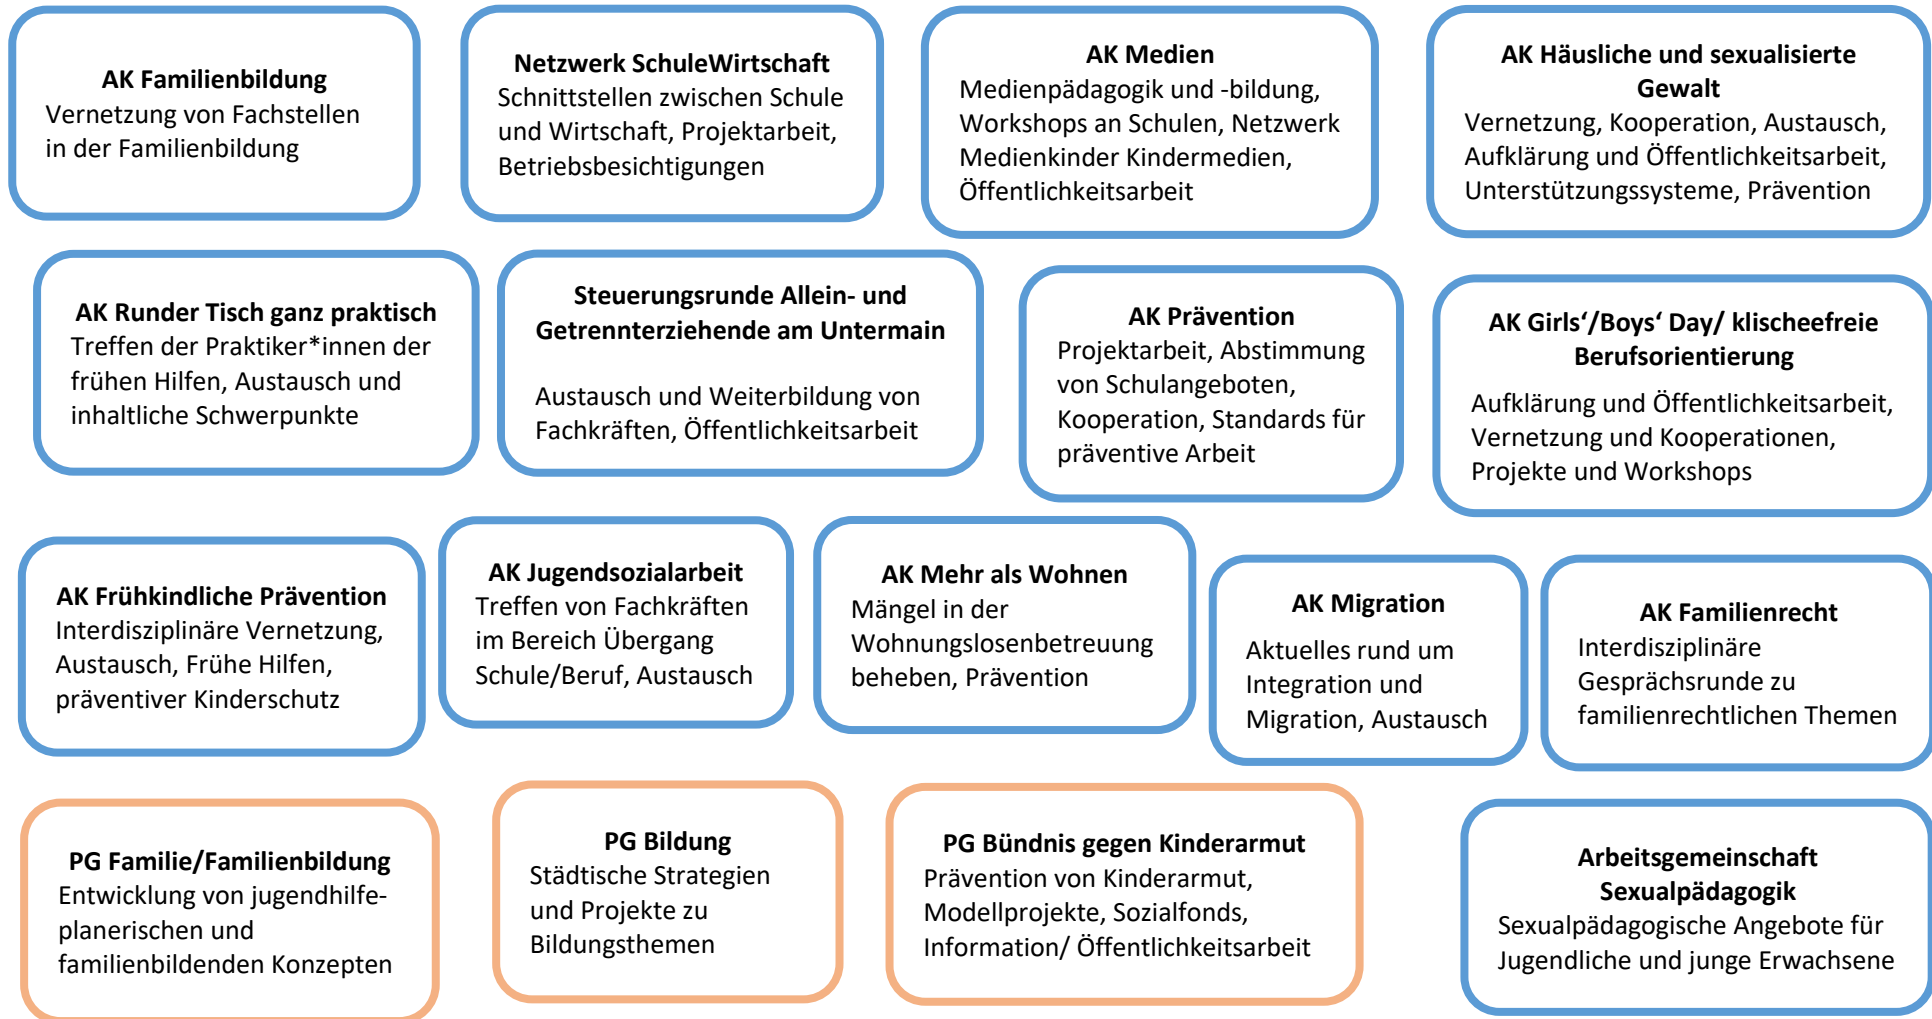 AK Familienbildung
Vernetzung von Fachstellen
in der Familienbildung
Netzwerk SchuleWirtschaft
Schnittstellen zwischen Schule
und Wirtschaft, Projektarbeit,
Betriebsbesichtigungen
AK Medien
Medienpädagogik und -bildung,
Workshops an Schulen, Netzwerk
Medienkinder Kindermedien,
Öffentlichkeitsarbeit
AK Häusliche und sexualisierte
Gewalt
Vernetzung, Kooperation, Austausch,
Aufklärung und Öffentlichkeitsarbeit,
Unterstützungssysteme, Prävention
AK Runder Tisch ganz praktisch
Treffen der Praktiker*innen der
frühen Hilfen, Austausch und
inhaltliche Schwerpunkte
Steuerungsrunde Allein- und
Getrennterziehende am Untermain
Austausch und Weiterbildung von
Fachkräften, Öffentlichkeitsarbeit
AK Prävention
Projektarbeit, Abstimmung
von Schulangeboten,
Kooperation, Standards für
präventive Arbeit
AK Girls‘/Boys‘ Day/ klischeefreie
Berufsorientierung
Aufklärung und Öffentlichkeitsarbeit,
Vernetzung und Kooperationen,
Projekte und Workshops
AK Frühkindliche Prävention
Interdisziplinäre Vernetzung,
Austausch, Frühe Hilfen,
präventiver Kinderschutz
AK Jugendsozialarbeit
Treffen von Fachkräften
im Bereich Übergang
Schule/Beruf, Austausch
AK Mehr als Wohnen
Mängel in der
Wohnungslosenbetreuung
beheben, Prävention
AK Migration
Aktuelles rund um
Integration und
Migration, Austausch
AK Familienrecht
Interdisziplinäre
Gesprächsrunde zu
familienrechtlichen Themen
PG Familie/Familienbildung
Entwicklung von jugendhilfe-
planerischen und
familienbildenden Konzepten
PG Bildung
Städtische Strategien
und Projekte zu
Bildungsthemen
PG Bündnis gegen Kinderarmut
Prävention von Kinderarmut,
Modellprojekte, Sozialfonds,
Information/ Öffentlichkeitsarbeit
Arbeitsgemeinschaft
Sexualpädagogik
Sexualpädagogische Angebote für
Jugendliche und junge Erwachsene